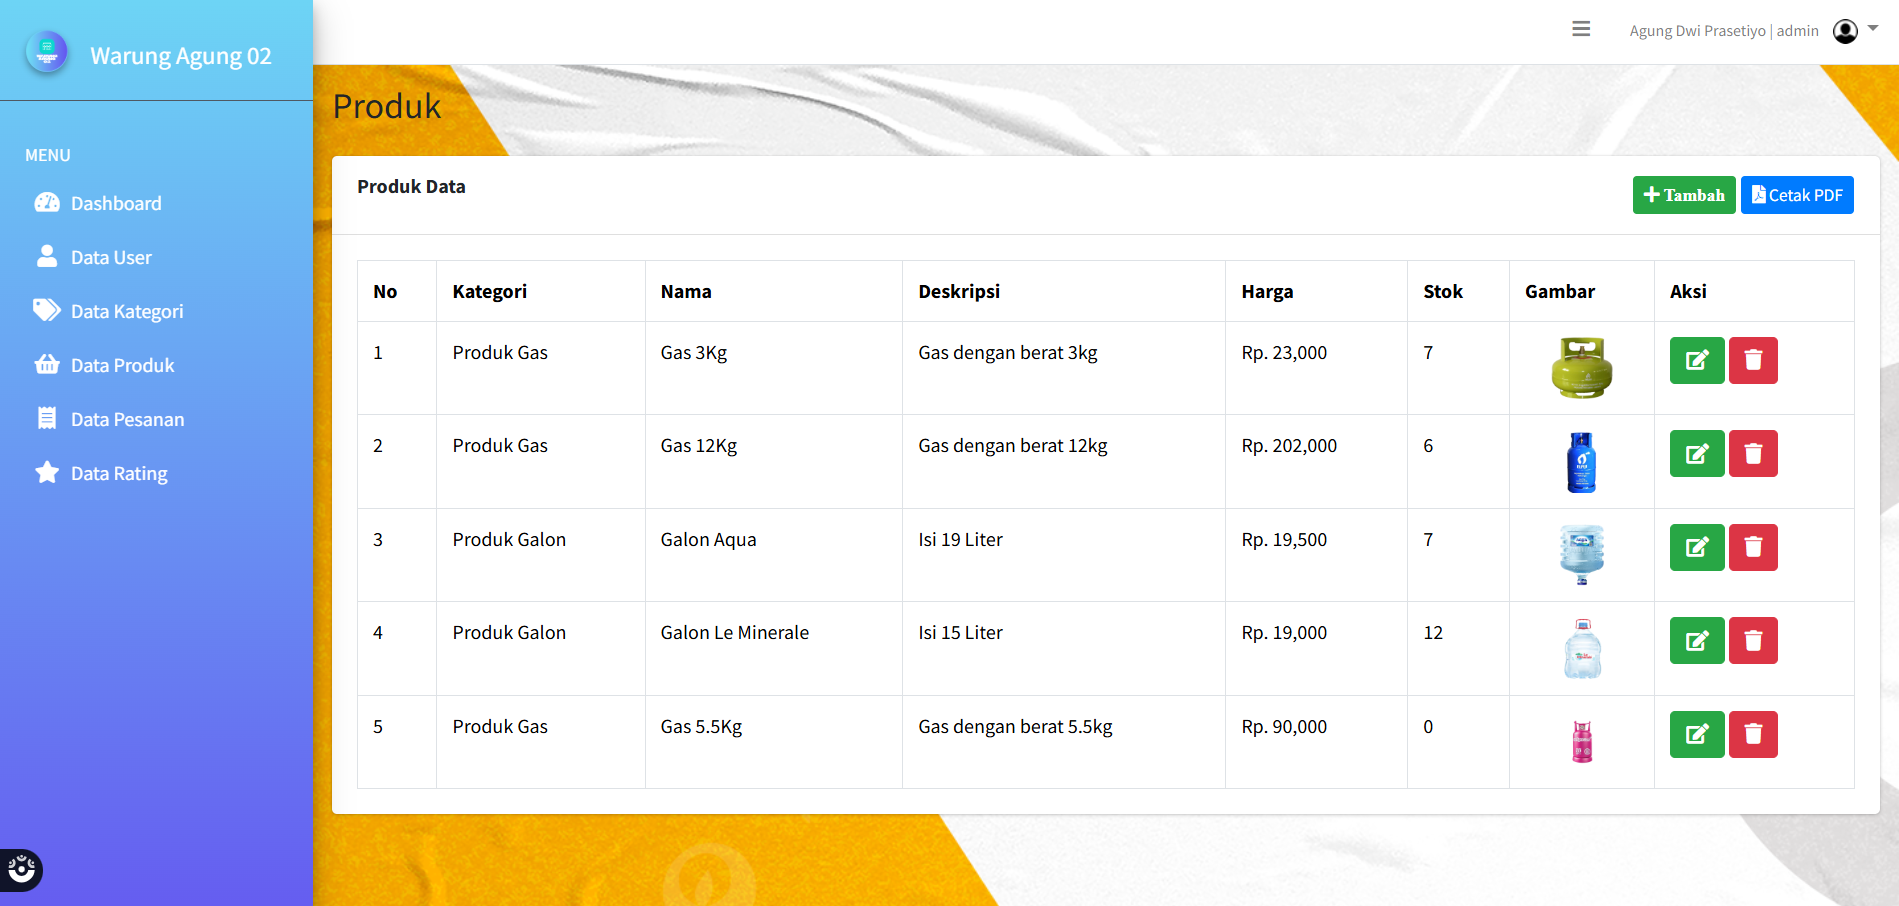 Warung Agung 02
Agung Dwi Prasetiyo | admin
MENU
Dashboard
Data User
Data Kategori
Data Produk
Data Pesanan
Data Rating
Produk
Produk Data
Tambah
Cetak PDF
No Kategori Nama Deskripsi Harga Stok Gambar Aksi
1 Produk Gas Gas 3Kg Gas dengan berat 3kg Rp. 23,000 7
2 Produk Gas Gas 12Kg Gas dengan berat 12kg Rp. 202,000 6
3 Produk Galon Galon Aqua Isi 19 Liter Rp. 19,500 7
4 Produk Galon Galon Le Minerale Isi 15 Liter Rp. 19,000 12
5 Produk Gas Gas 5.5Kg Gas dengan berat 5.5kg Rp. 90,000 0